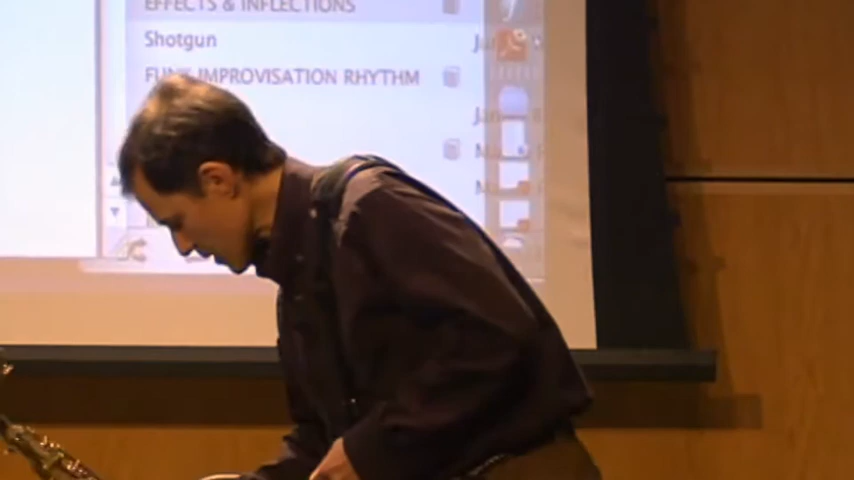 EFFECTS & INFLECTIONS
Shotgun
FUNK IMPROVISATION RHYTHM